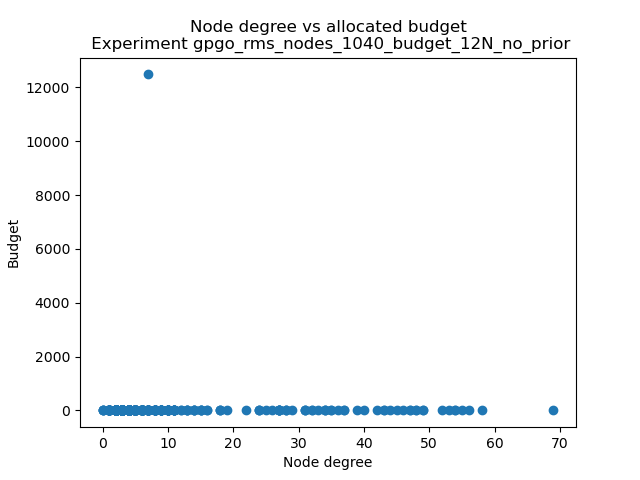 Node degree vs allocated budget
Experiment gpgo_rms_nodes_1040_budget_12N_no_prior
12000
10000
8000
6000
4000
2000
0
Budget
0 10 20 30 40 50 60 70
Node degree